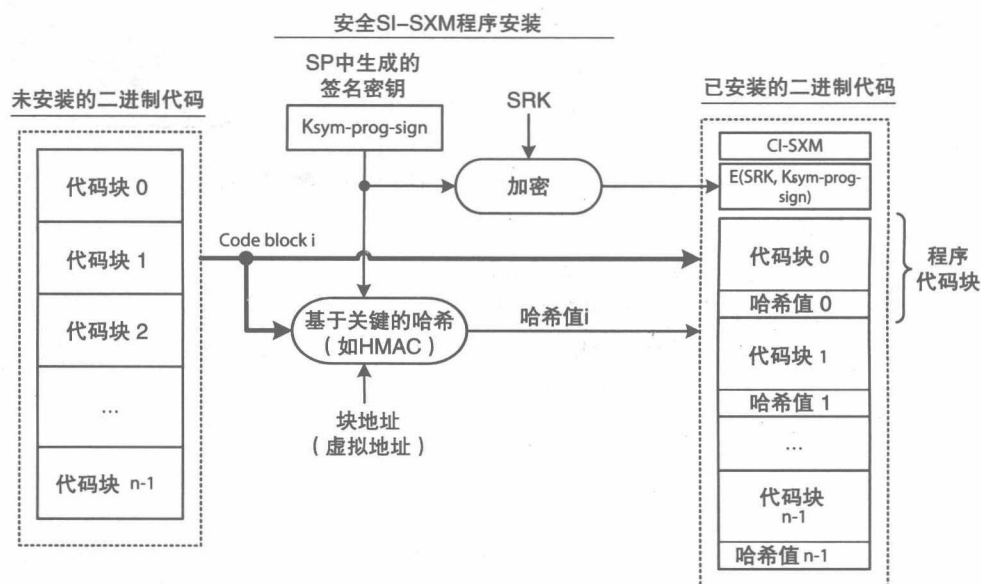 安全SI-SXM程序安装
未安装的二进制代码
代码块 0
代码块 1
代码块 2
...
代码块 n-1
SP中生成的
签名密钥
Ksym-prog-sign
SRK
加密
Code block i
基于关键的哈希
（如HMAC）
哈希值i
块地址
（虚拟地址）
已安装的二进制代码
CI-SXM
E(SRK, Ksym-prog-
sign)
代码块 0
哈希值 0
代码块 1
哈希值 1
...
代码块
n-1
哈希值 n-1
程序
代码块